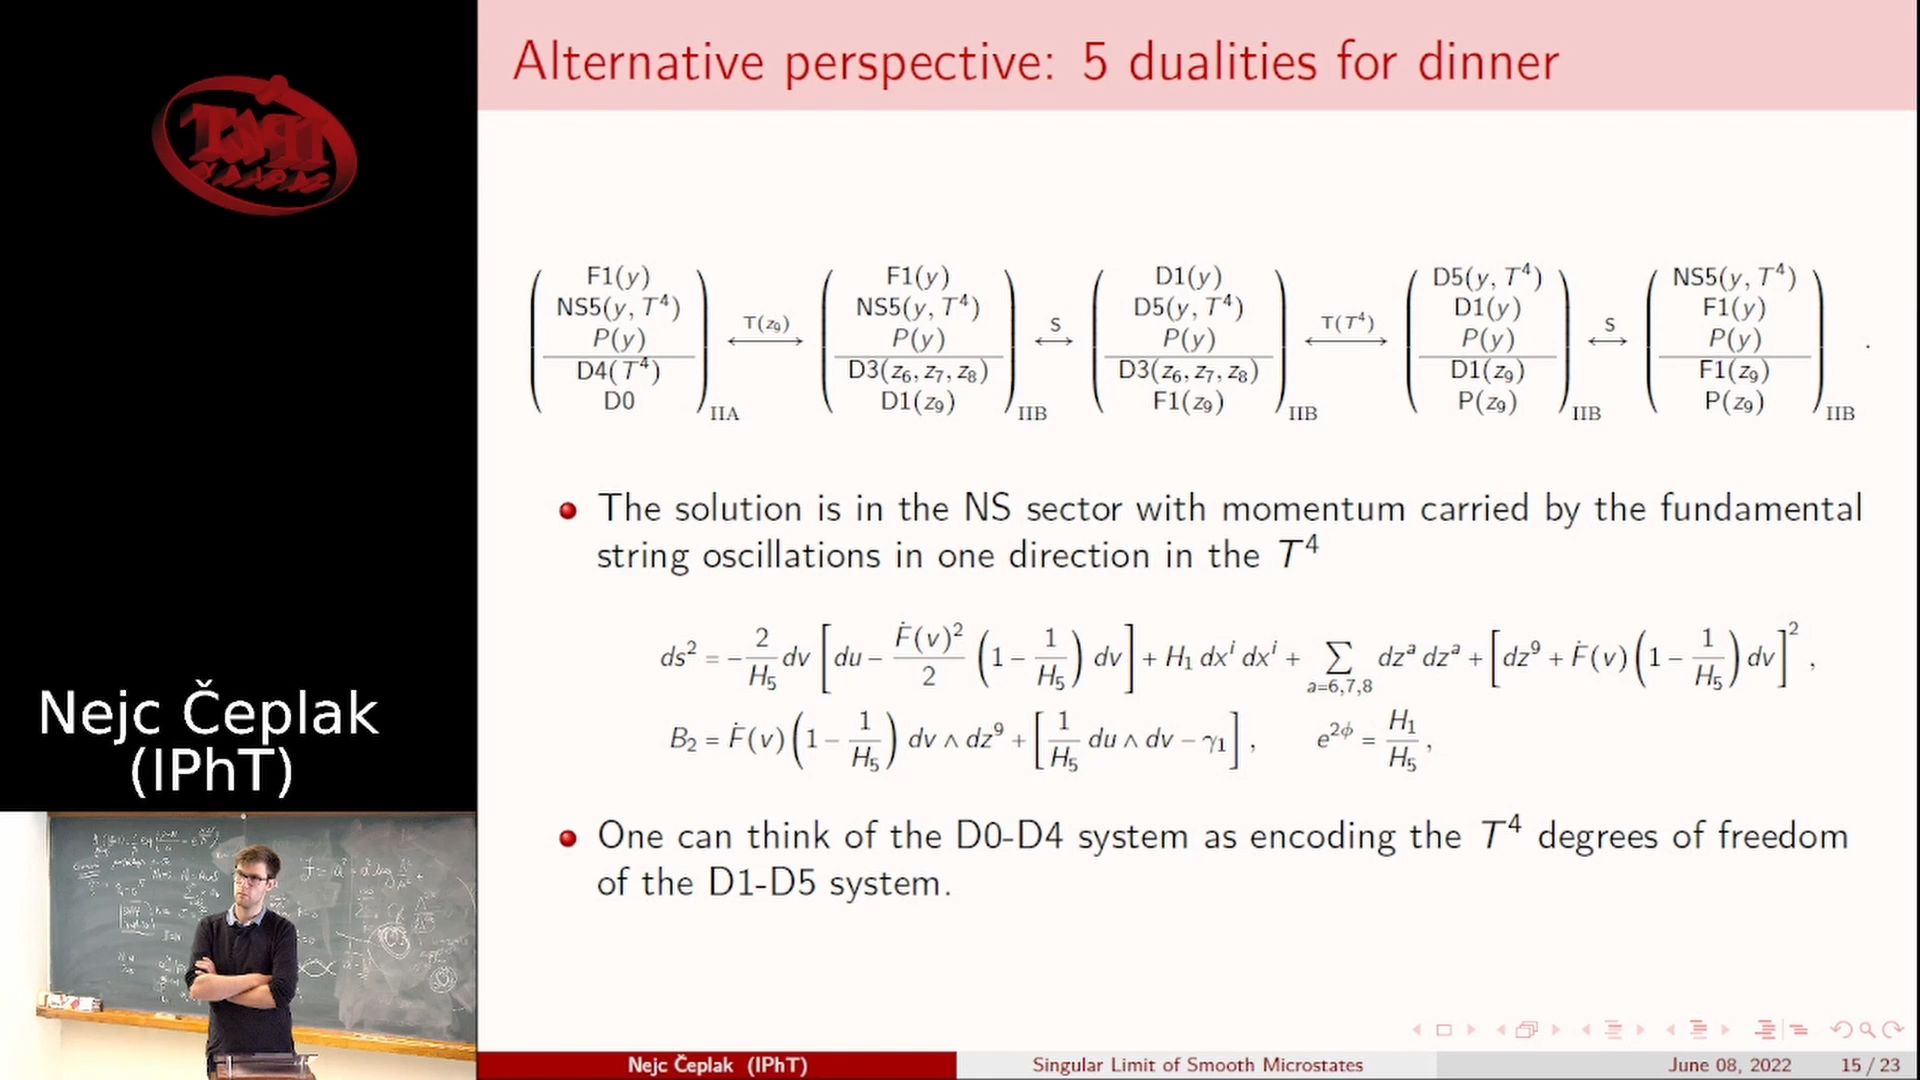 Alternative perspective: 5 dualities for dinner
F1(y) NS5(y, T⁴) P(y) D4(T⁴) D0 IIA
T(z₉)
F1(y) NS5(y, T⁴) P(y) D3(z₆, z₇, z₈) D1(z₉) IIB
S
D1(y) D5(y, T⁴) P(y) D3(z₆, z₇, z₈) F1(z₉) IIB
T(T⁴)
D5(y, T⁴) D1(y) P(y) D1(z₉) P(z₉) IIB
S
NS5(y, T⁴) F1(y) P(y) F1(z₉) P(z₉) IIB .
The solution is in the NS sector with momentum carried by the fundamental
string oscillations in one direction in the T⁴
ds² = −2/H₅ dv [du − Ḟ(v)²/2 (1 − 1/H₅) dv] + H₁ dxⁱ dxⁱ + ∑ a=6,7,8 dzᵃ dzᵃ + [dz⁹ + Ḟ(v) (1 − 1/H₅) dv]² ,
B₂ = Ḟ(v) (1 − 1/H₅) dv ∧ dz⁹ + [1/H₅ du ∧ dv − γ₁] , e^{2ϕ} = H₁/H₅ ,
One can think of the D0-D4 system as encoding the T⁴ degrees of freedom
of the D1-D5 system.
Nejc Čeplak
(IPhT)
Nejc Čeplak (IPhT)
Singular Limit of Smooth Microstates
June 08, 2022
15 / 23